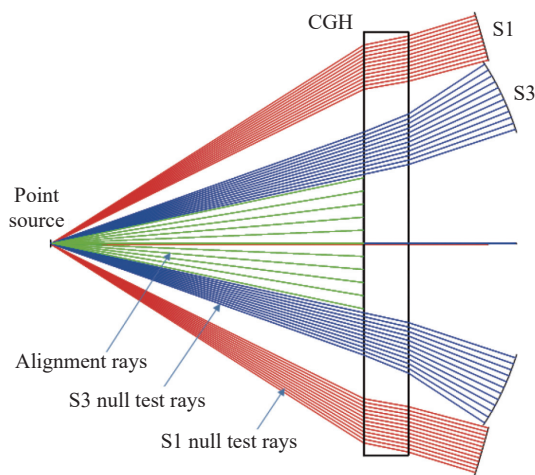 CGH
S1
S3
Point
source
Alignment rays
S3 null test rays
S1 null test rays